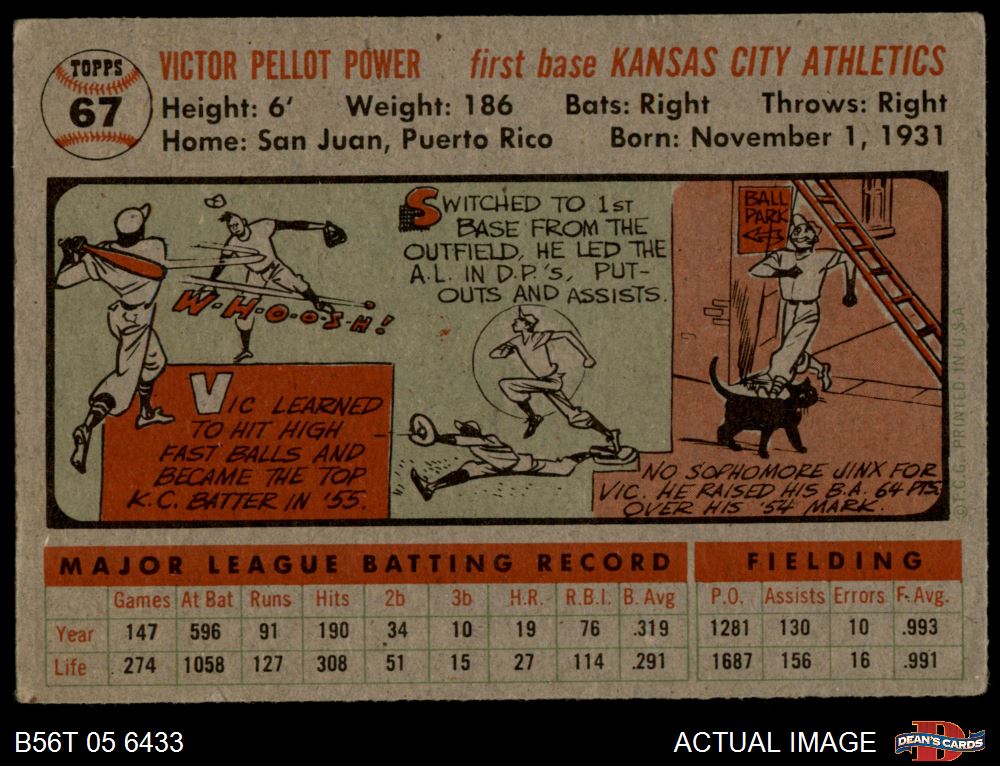 TOPPS
67
VICTOR PELLOT POWER first base KANSAS CITY ATHLETICS
Height: 6' Weight: 186 Bats: Right Throws: Right
Home: San Juan, Puerto Rico Born: November 1, 1931
W-H-O-O-S-H!
VIC LEARNED
TO HIT HIGH
FAST BALLS AND
BECAME THE TOP
K.C. BATTER IN '55.
SWITCHED TO 1ST
BASE FROM THE
OUTFIELD, HE LED THE
A.L. IN D.P.'S, PUT-
OUTS AND ASSISTS.
BALL
PARK
NO SOPHOMORE JINX FOR
VIC. HE RAISED HIS B.A. 64 PTS.
OVER HIS '54 MARK.
© T.C.G. PRINTED IN U.S.A
MAJOR LEAGUE BATTING RECORD FIELDING
Games At Bat Runs Hits 2b 3b H.R. R.B.I. B. Avg P.O. Assists Errors F. Avg.
Year 147 596 91 190 34 10 19 76 .319 1281 130 10 .993
Life 274 1058 127 308 51 15 27 114 .291 1687 156 16 .991
B56T 05 6433 ACTUAL IMAGE DEAN'S CARDS